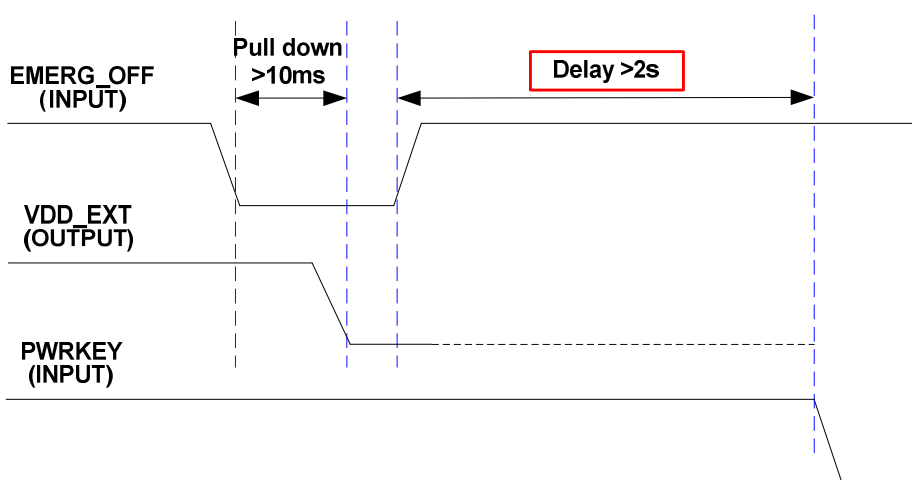 Pull down
>10ms
EMERG_OFF
(INPUT)
Delay >2s
VDD_EXT
(OUTPUT)
PWRKEY
(INPUT)